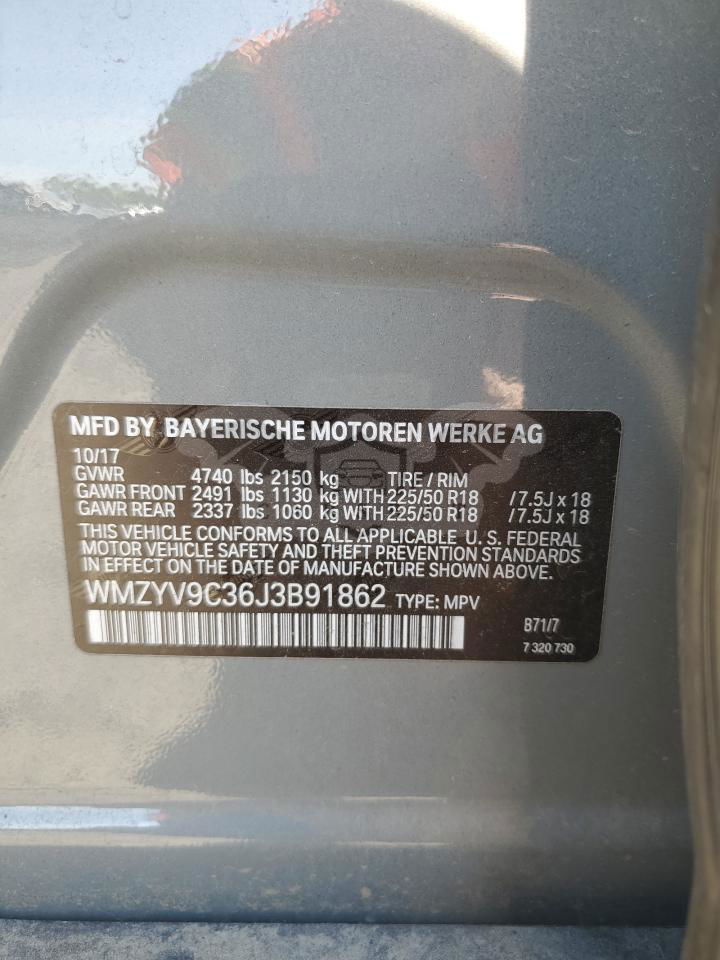 MFD BY BAYERISCHE MOTOREN WERKE AG
10/17
GVWR 4740 lbs 2150 kg TIRE / RIM
GAWR FRONT 2491 lbs 1130 kg WITH 225/50 R18 /7.5J x 18
GAWR REAR 2337 lbs 1060 kg WITH 225/50 R18 /7.5J x 18
THIS VEHICLE CONFORMS TO ALL APPLICABLE U. S. FEDERAL
MOTOR VEHICLE SAFETY AND THEFT PREVENTION STANDARDS
IN EFFECT ON THE DATE OF MANUFACTURE SHOWN ABOVE.
WMZYV9C36J3B91862 TYPE: MPV
B71/7
7 320 730